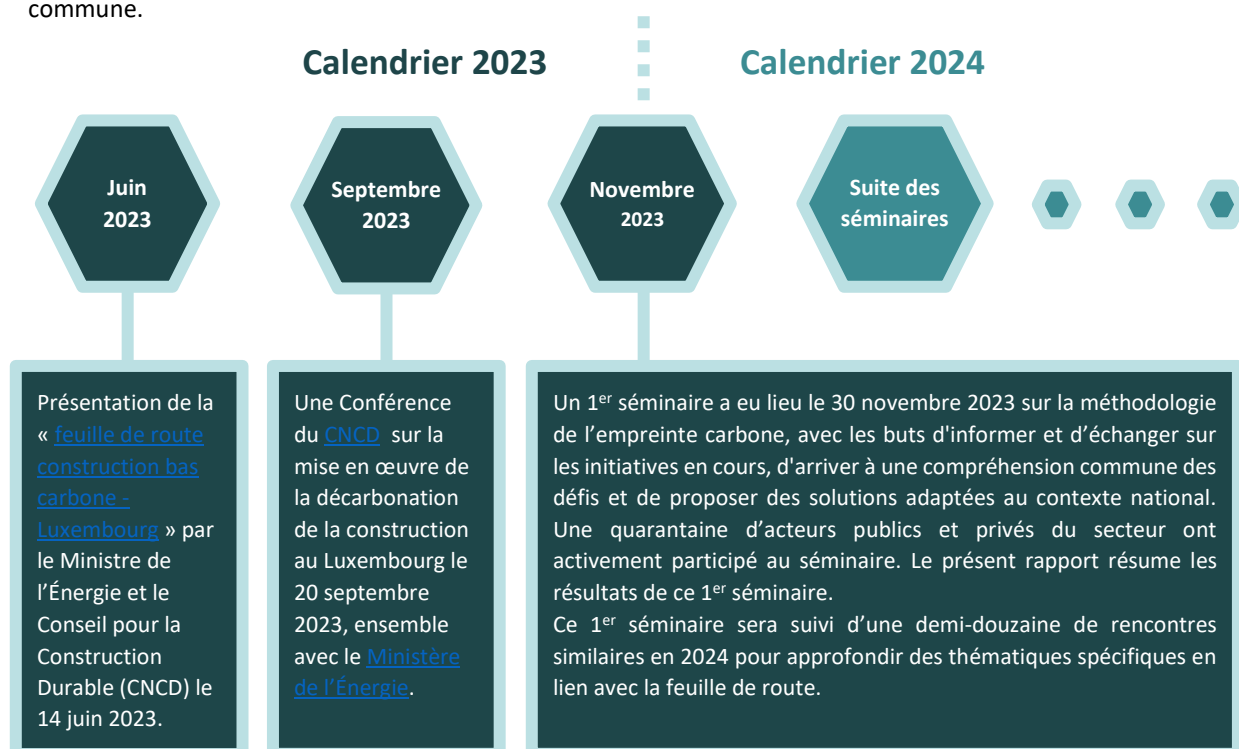 commune.
Calendrier 2023
Calendrier 2024
Juin
2023
Septembre
2023
Novembre
2023
Suite des
séminaires
Présentation de la
« feuille de route
construction bas
carbone -
Luxembourg » par
le Ministre de
l’Énergie et le
Conseil pour la
Construction
Durable (CNCD) le
14 juin 2023.
Une Conférence
du CNCD sur la
mise en œuvre de
la décarbonation
de la construction
au Luxembourg le
20 septembre
2023, ensemble
avec le Ministère
de l’Énergie.
Un 1er séminaire a eu lieu le 30 novembre 2023 sur la méthodologie
de l’empreinte carbone, avec les buts d'informer et d’échanger sur
les initiatives en cours, d'arriver à une compréhension commune des
défis et de proposer des solutions adaptées au contexte national.
Une quarantaine d’acteurs publics et privés du secteur ont
activement participé au séminaire. Le présent rapport résume les
résultats de ce 1er séminaire.
Ce 1er séminaire sera suivi d’une demi-douzaine de rencontres
similaires en 2024 pour approfondir des thématiques spécifiques en
lien avec la feuille de route.